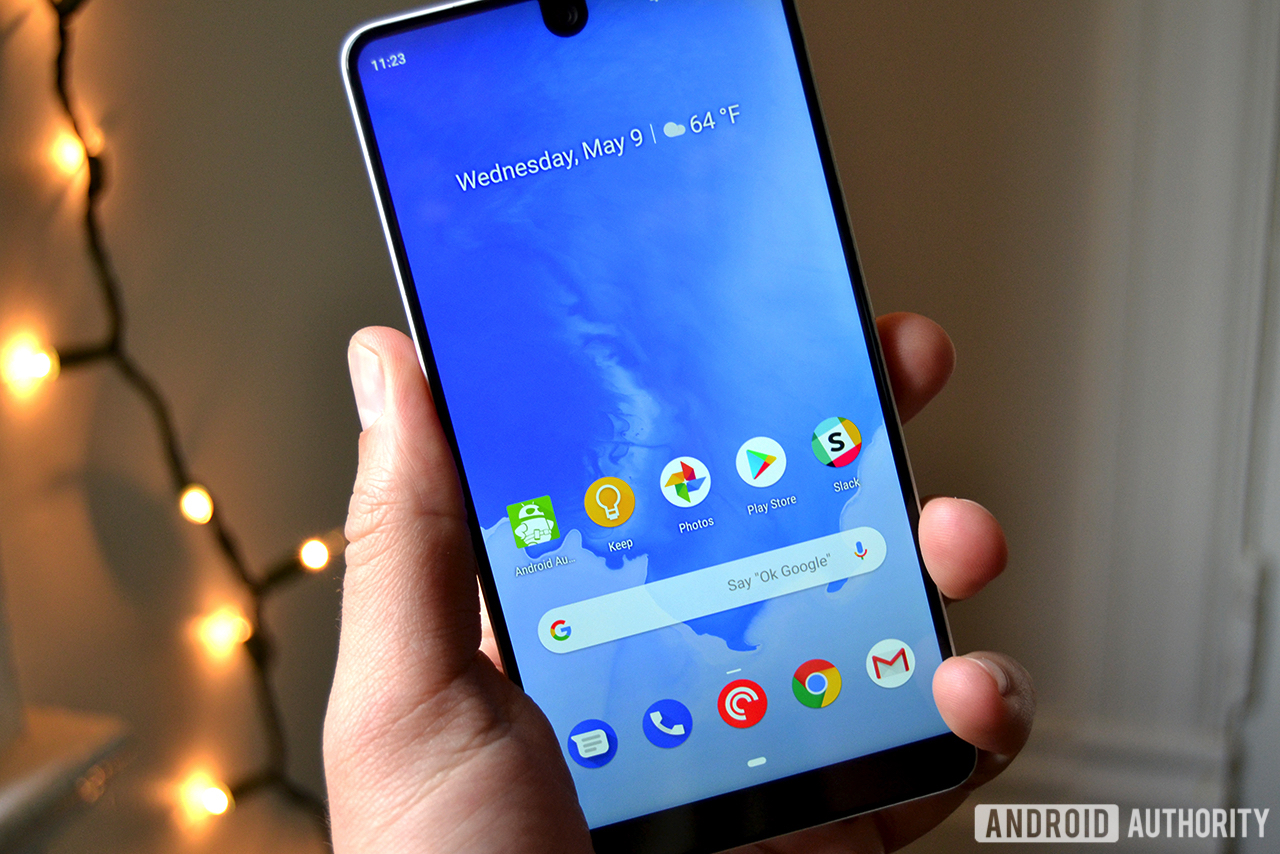 11:23
Wednesday, May 9 | 64 °F
Android Au...
Keep
Photos
Play Store
S
Slack
G
Say "Ok Google"
M
ANDROID AUTHORITY